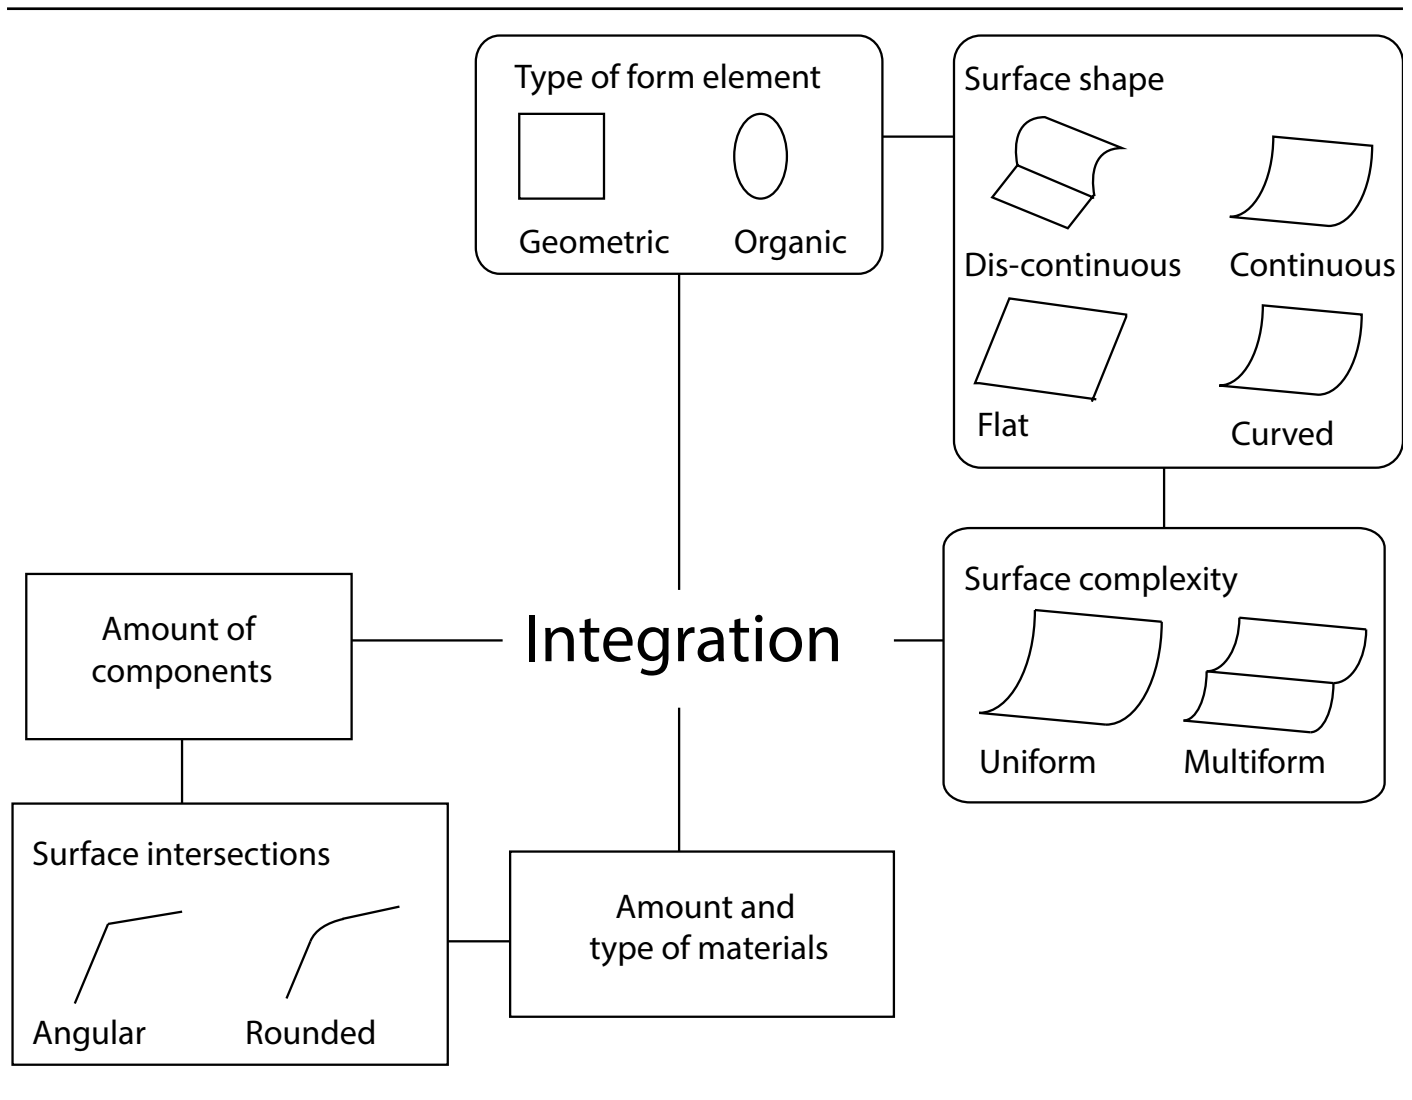 Type of form element
Geometric
Organic
Surface shape
Dis-continuous
Continuous
Flat
Curved
Surface complexity
Uniform
Multiform
Integration
Amount of
components
Surface intersections
Angular
Rounded
Amount and
type of materials